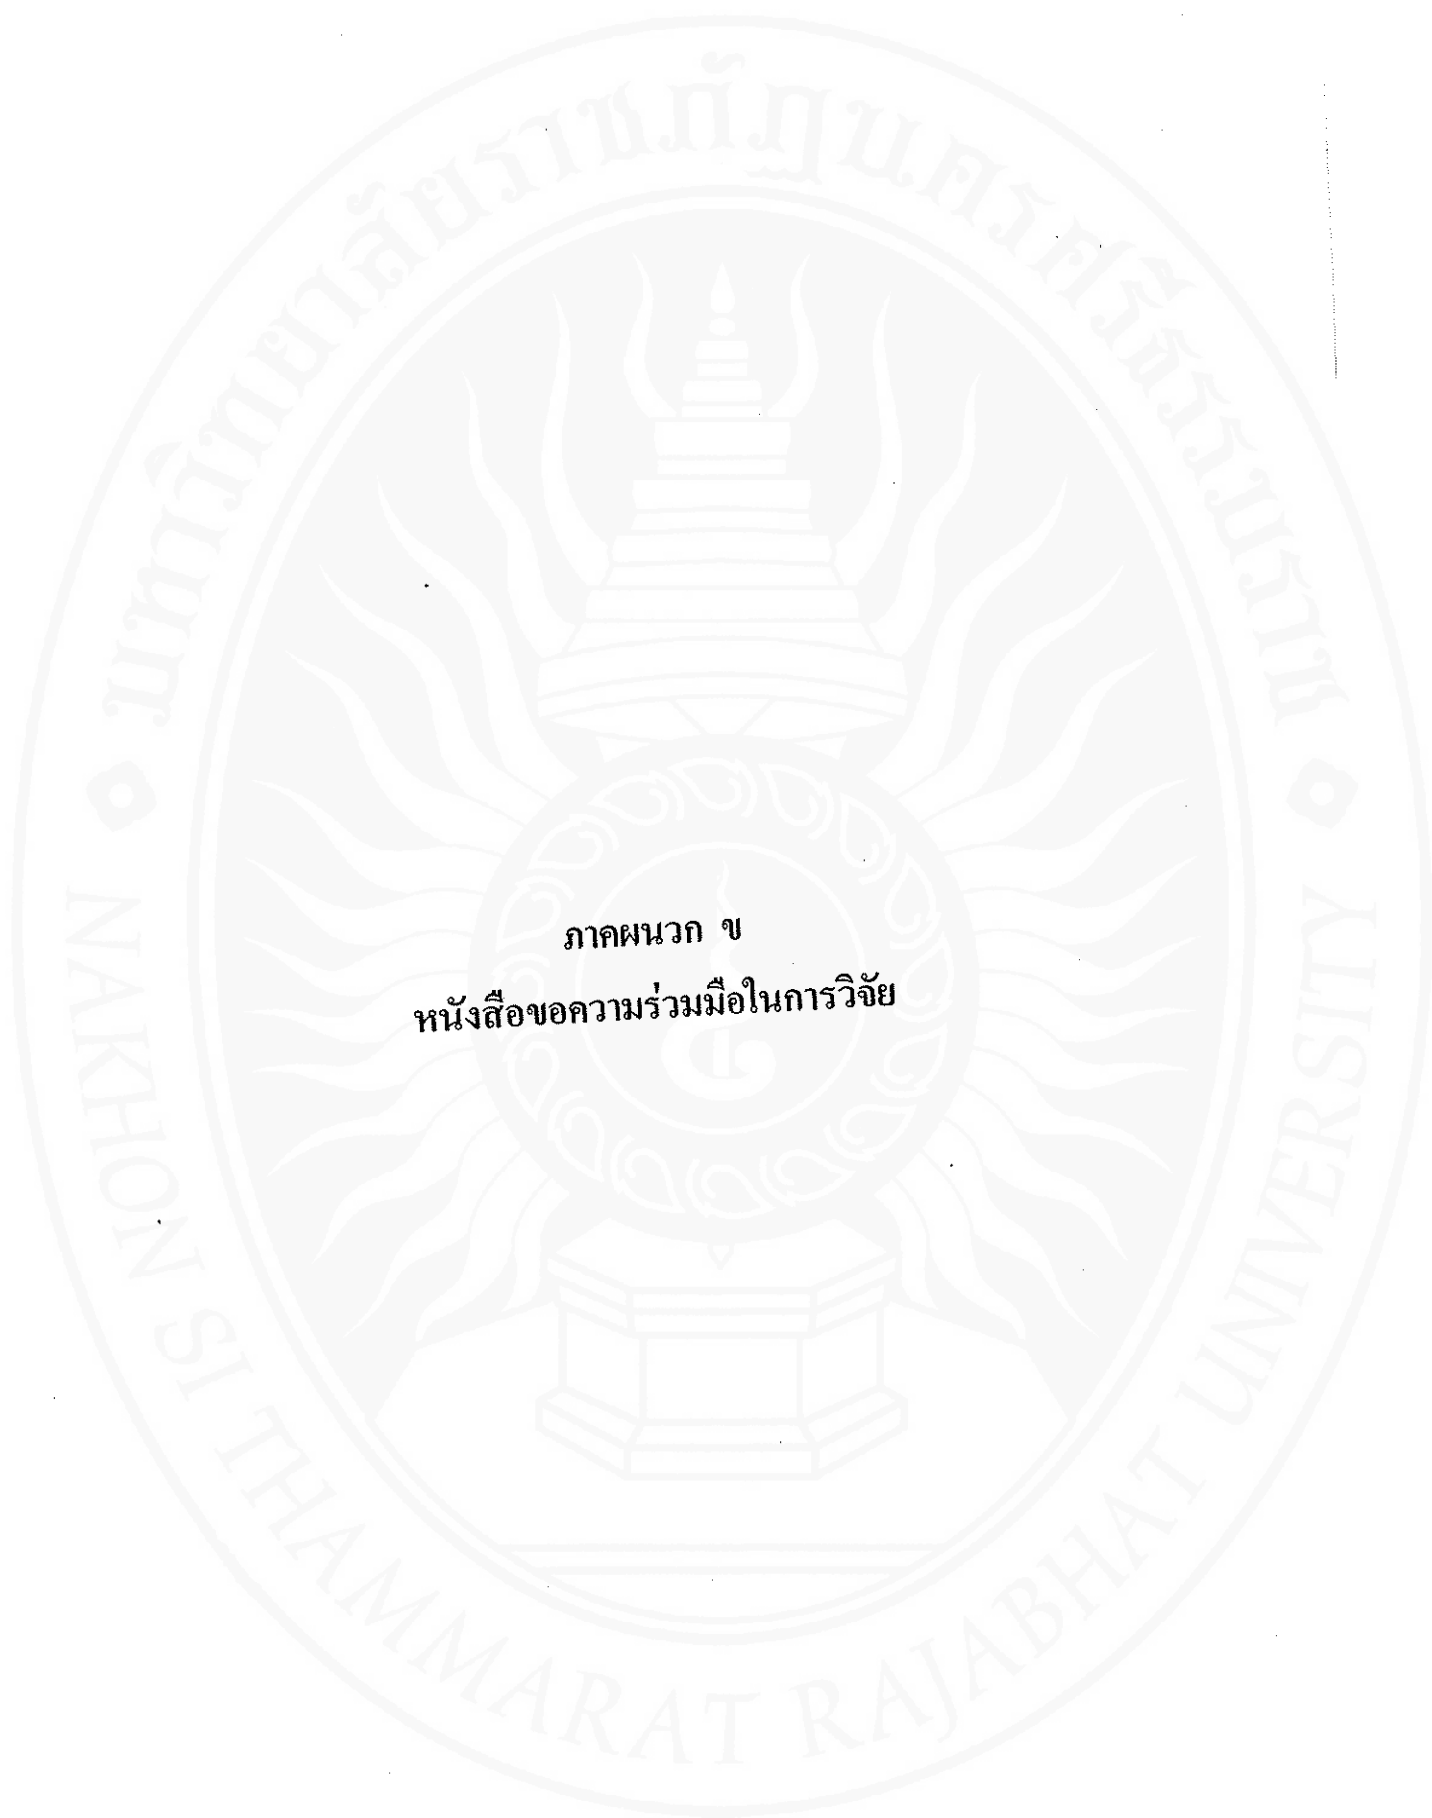 มหาวิทยาลัยราชภัฏนครศรีธรรมราช
ภาคผนวก ข
หนังสือขอความร่วมมือในการวิจัย
NAKHON SI THAMMARAT RAJABHAT UNIVERSITY